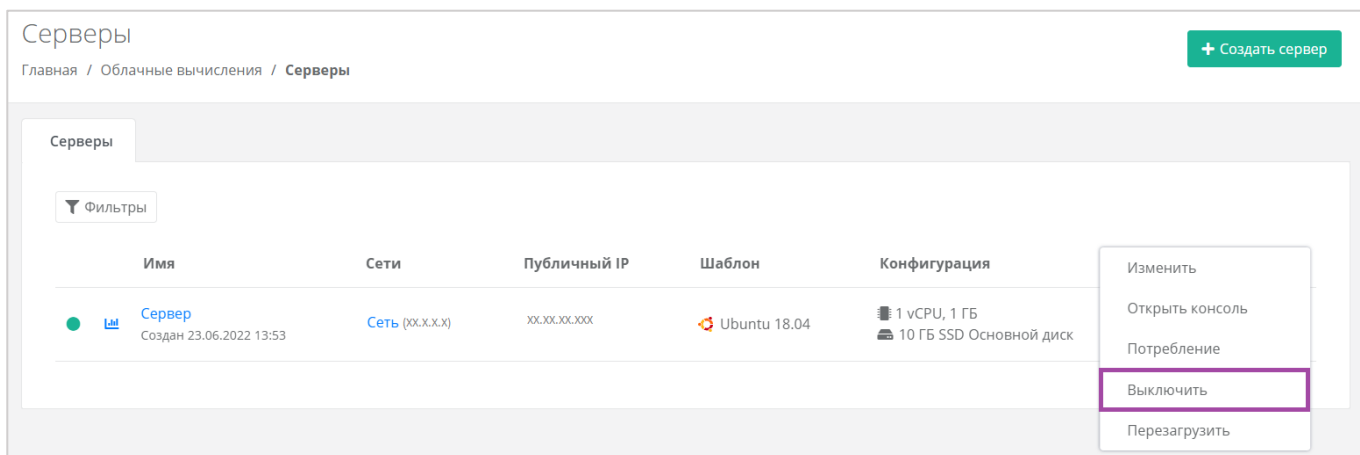 Серверы
+ Создать сервер
Главная / Облачные вычисления / Серверы
Серверы
Фильтры
Имя Сети Публичный IP Шаблон Конфигурация
Сервер
Создан 23.06.2022 13:53
Сеть (XX.X.X.X)
XX.XX.XX.XXX
Ubuntu 18.04
1 vCPU, 1 ГБ
10 ГБ SSD Основной диск
Изменить
Открыть консоль
Потребление
Выключить
Перезагрузить